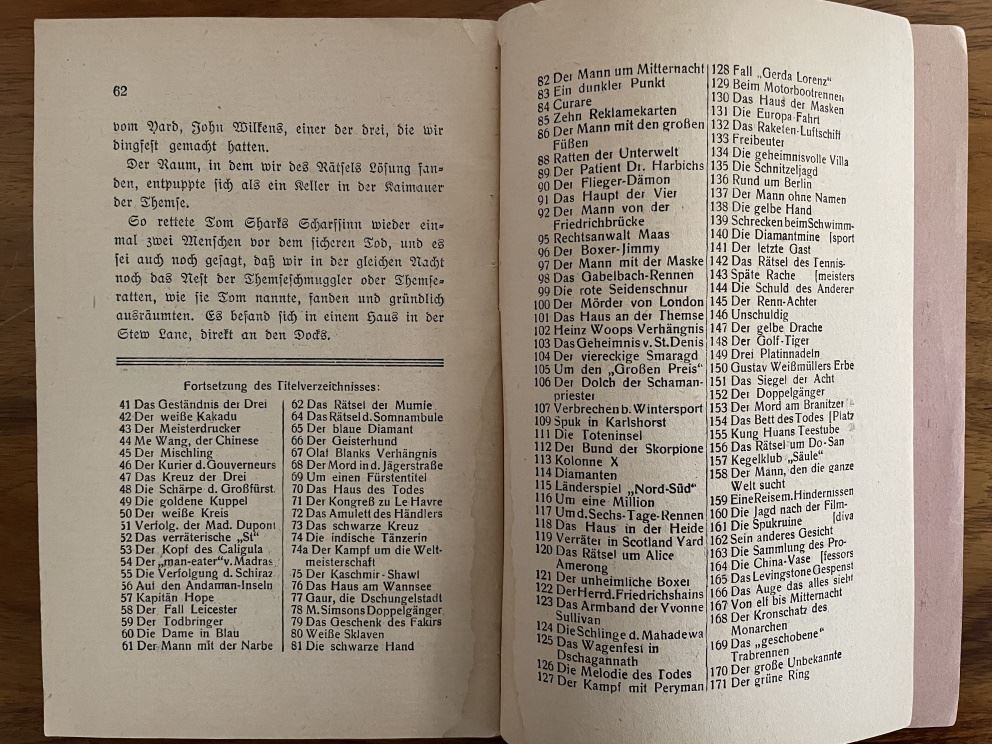 62
vom Yard, John Wilkens, einer der drei, die wir
dingfest gemacht hatten.
Der Raum, in dem wir des Rätsels Lösung fan-
den, entpuppte sich als ein Keller in der Kaimauer
der Themse.
So rettete Tom Sharks Scharfsinn wieder ein-
mal zwei Menschen vor dem sicheren Tod, und es
sei auch noch gesagt, daß wir in der gleichen Nacht
noch das Nest der Themseschmuggler oder Themse-
ratten, wie sie Tom nannte, fanden und gründlich
ausräumten. Es befand sich in einem Haus in der
Stew Lane, direkt an den Docks.
Fortsetzung des Titelverzeichnisses:
41 Das Geständnis der Drei
42 Der weiße Kakadu
43 Der Meisterdrucker
44 Me Wang, der Chinese
45 Der Mischling
46 Der Kurier d. Gouverneurs
47 Das Kreuz der Drei
48 Die Schärpe d. Großfürst.
49 Die goldene Kuppel
50 Der weiße Kreis
51 Verfolg. der Mad. Dupont
52 Das verräterische „St“
53 Der Kopf des Caligula
54 Der „man-eater“ v. Madras
55 Die Verfolgung d. Schiraz
56 Auf den Andaman-Inseln
57 Kapitän Hope
58 Der Fall Leicester
59 Der Todbringer
60 Die Dame in Blau
61 Der Mann mit der Narbe
62 Das Rätsel der Mumie
64 Das Rätsel d. Somnambule
65 Der blaue Diamant
66 Der Geisterhund
67 Olaf Blanks Verhängnis
68 Der Mord in d. Jägerstraße
69 Um einen Fürstentitel
70 Das Haus des Todes
71 Der Kongreß zu Le Havre
72 Das Amulett des Händlers
73 Das schwarze Kreuz
74 Die indische Tänzerin
74a Der Kampf um die Welt-
meisterschaft
75 Der Kaschmir-Shawl
76 Das Haus am Wannsee
77 Gaur, die Dschungelstadt
78 M. Simsons Doppelgänger
79 Das Geschenk des Fakirs
80 Weiße Sklaven
81 Die schwarze Hand
82 Der Mann um Mitternacht
83 Ein dunkler Punkt
84 Curare
85 Zehn Reklamekarten
86 Der Mann mit den großen
Füßen
88 Ratten der Unterwelt
89 Der Patient Dr. Harbichs
90 Der Flieger-Dämon
91 Das Haupt der Vier
92 Der Mann von der
Friedrichbrücke
95 Rechtsanwalt Maas
96 Der Boxer-Jimmy
97 Der Mann mit der Maske
98 Das Gabelbach-Rennen
99 Die rote Seidenschnur
100 Der Mörder von London
101 Das Haus an der Themse
102 Heinz Woops Verhängnis
103 Das Geheimnis v. St. Denis
104 Der viereckige Smaragd
105 Um den „Großen Preis“
106 Der Dolch der Schaman-
priester
107 Verbrechen b. Wintersport
109 Spuk in Karlshorst
111 Die Toteninsel
112 Der Bund der Skorpione
113 Kolonne X
114 Diamanten
115 Länderspiel „Nord-Süd“
116 Um eine Million
117 Um d. Sechs-Tage-Rennen
118 Das Haus in der Heide
119 Verräter in Scotland Yard
120 Das Rätsel um Alice
Amerong
121 Der unheimliche Boxer
122 Der Herr d. Friedrichshains
123 Das Armband der Yvonne
Sullivan
124 Die Schlinge d. Mahadewa
125 Das Wagenfest in
Dschagannath
126 Die Melodie des Todes
127 Der Kampf mit Peryman
128 Fall „Gerda Lorenz“
129 Beim Motorbootrennen
130 Das Haus der Masken
131 Die Europa-Fahrt
132 Das Raketen-Luftschiff
133 Freibeuter
134 Die geheimnisvolle Villa
135 Die Schnitzeljagd
136 Rund um Berlin
137 Der Mann ohne Namen
138 Die gelbe Hand
139 Schrecken beim Schwimm-
140 Die Diamantmine [sport
141 Der letzte Gast
142 Das Rätsel des Tennis-
143 Späte Rache [meisters
144 Die Schuld des Anderen
145 Der Renn-Achter
146 Unschuldig
147 Der gelbe Drache
148 Der Golf-Tiger
149 Drei Platinnadeln
150 Gustav Weißmüllers Erbe
151 Das Siegel der Acht
152 Der Doppelgänger
153 Der Mord am Branitzer
154 Das Bett des Todes [Platz
155 Kung Huans Teestube
156 Das Rätsel um Do-San
157 Kegelklub „Säule“
158 Der Mann, den die ganze
Welt sucht
159 Eine Reise m. Hindernissen
160 Die Jagd nach der Film-
161 Die Spukruine [diva
162 Sein anderes Gesicht
163 Die Sammlung des Pro-
164 Die China-Vase [fessors
165 Das Levingstone Gespenst
166 Das Auge das alles sieht
167 Von elf bis Mitternacht
168 Der Kronschatz des
Monarchen
169 Das „geschobene“
Trabrennen
170 Der große Unbekannte
171 Der grüne Ring